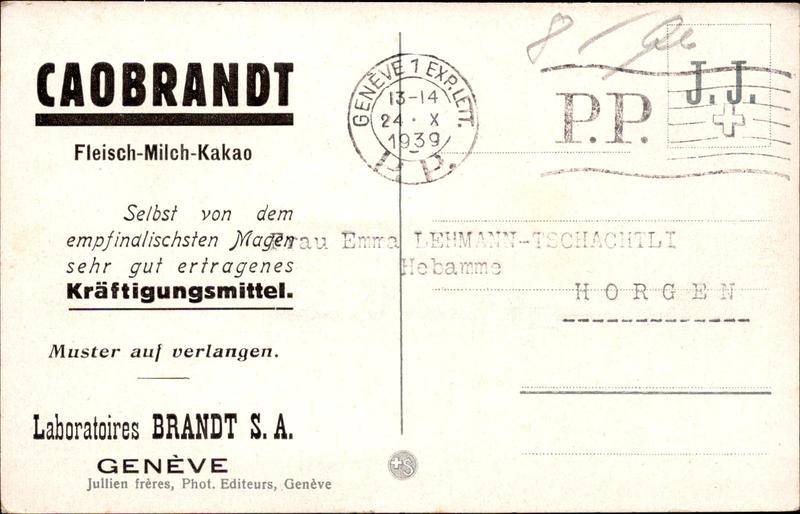 CAOBRANDT
Fleisch-Milch-Kakao
Selbst von dem
empfindlischsten Magen
sehr gut ertragenes
Kräftigungsmittel.
Muster auf verlangen.
Laboratoires BRANDT S. A.
GENÈVE
Jullien frères, Phot. Editeurs, Genève
GENÈVE 1 EXP. LETT.
13-14
24 · X
1939
P. P.
P.P.
J. J.
Frau Emma LEHMANN-TSCHACHTLI
Hebamme
HORGEN
+S